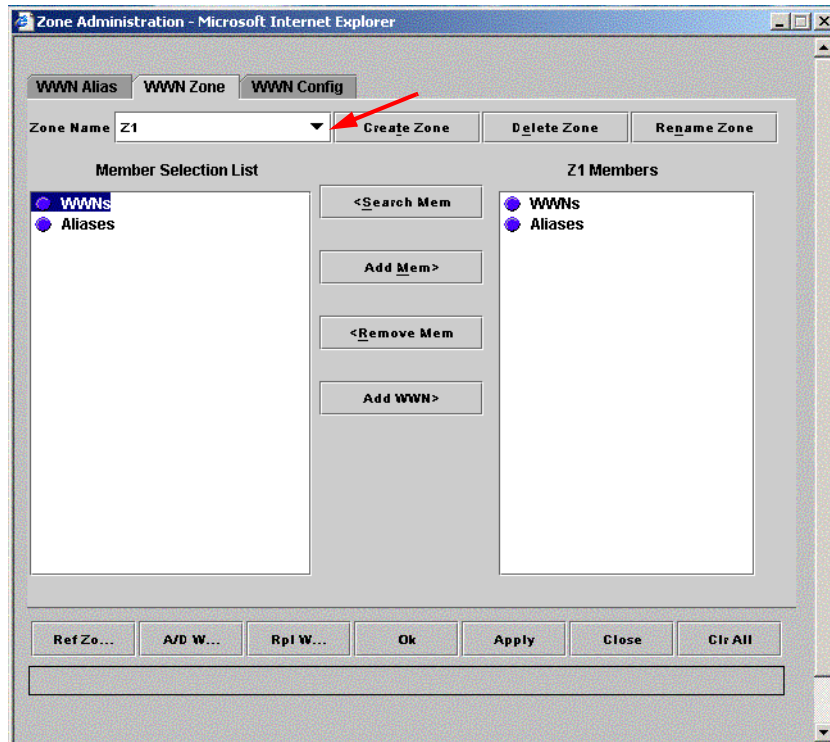 Zone Administration - Microsoft Internet Explorer
WWN Alias WWN Zone WWN Config
Zone Name Z1 Create Zone Delete Zone Rename Zone
Member Selection List Z1 Members
WWNs <Search Mem WWNs
Aliases Aliases
Add Mem>
<Remove Mem
Add WWN>
Ref Zo... A/D W... Rpl W... Ok Apply Close Clr All